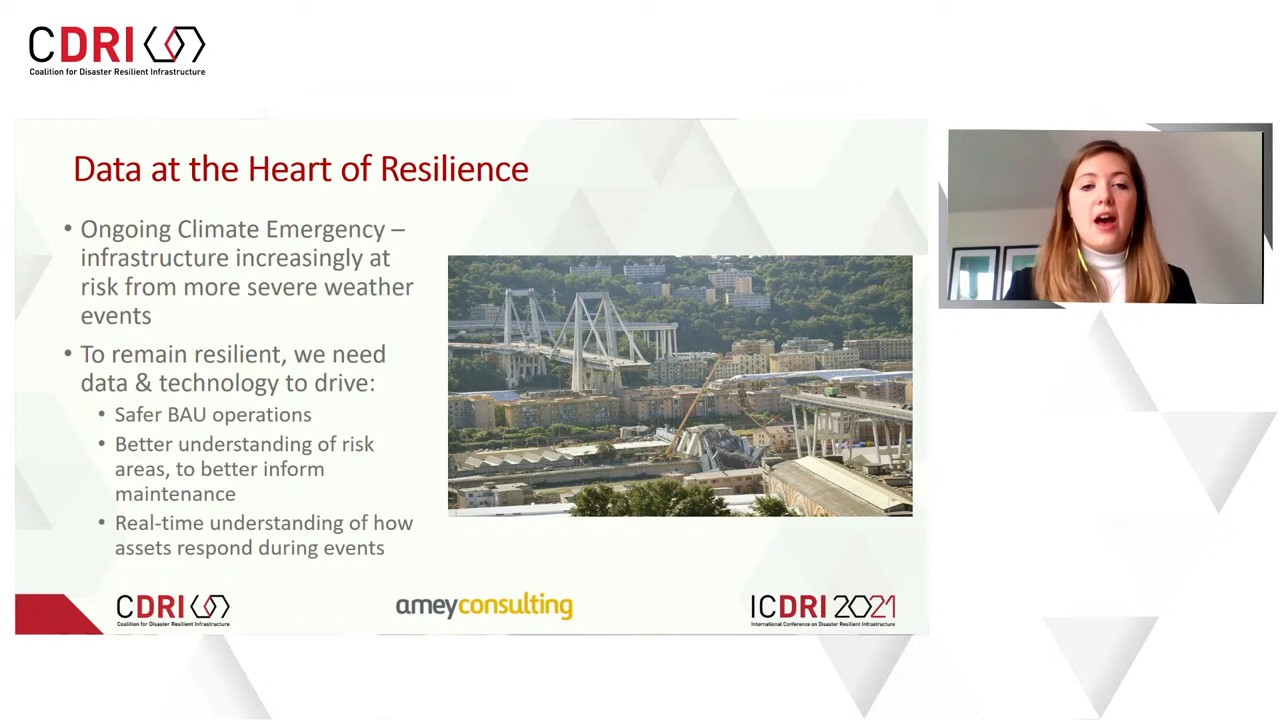 CDRI
Coalition for Disaster Resilient Infrastructure
Data at the Heart of Resilience
• Ongoing Climate Emergency –
infrastructure increasingly at
risk from more severe weather
events
• To remain resilient, we need
data & technology to drive:
• Safer BAU operations
• Better understanding of risk
areas, to better inform
maintenance
• Real-time understanding of how
assets respond during events
CDRI
Coalition for Disaster Resilient Infrastructure
ameyconsulting
ICDRI 2021
International Conference on Disaster Resilient Infrastructure